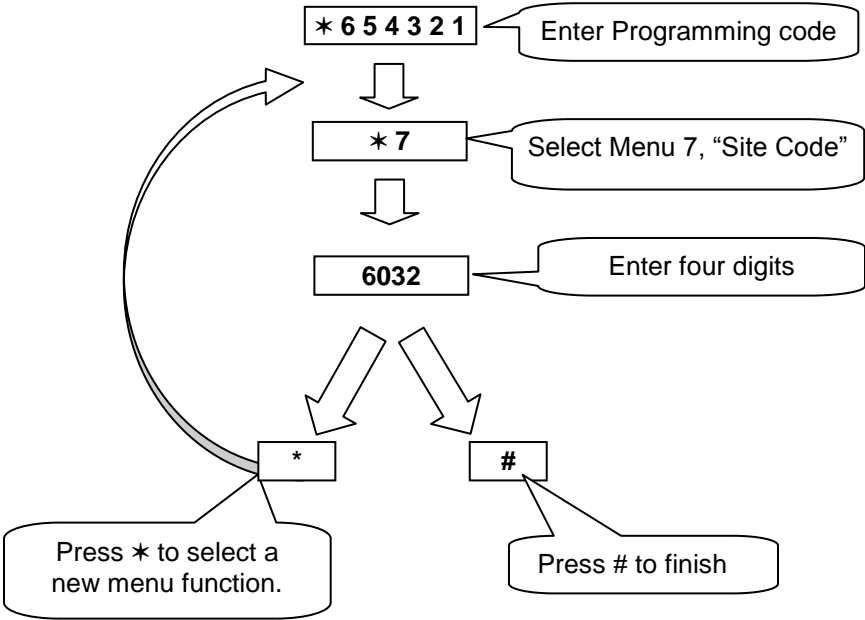 ✶ 6 5 4 3 2 1
Enter Programming code
✶ 7
Select Menu 7, “Site Code”
6032
Enter four digits
*
#
Press ✶ to select a
new menu function.
Press # to finish